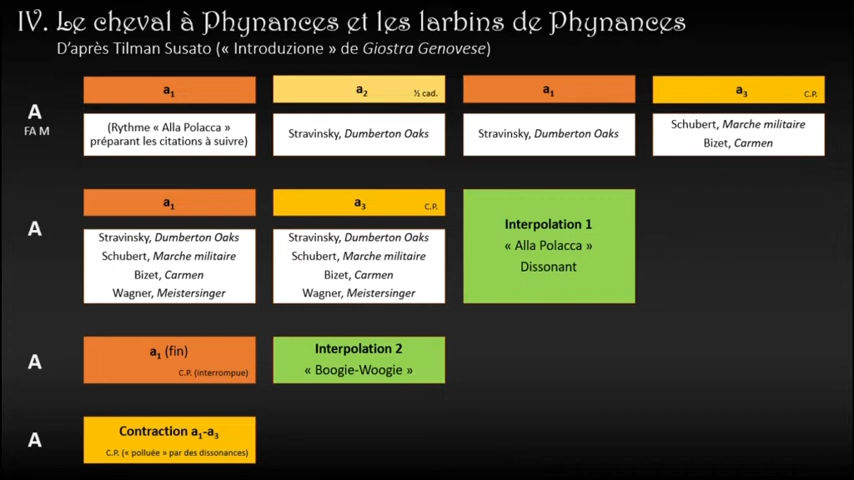 IV. Le cheval à Phynances et les larbins de Phynances
D'après Tilman Susato (« Introduzione » de Giostra Genovese)
A
FA M
a1
(Rythme « Alla Polacca »
préparant les citations à suivre)
a2
½ cad.
Stravinsky, Dumberton Oaks
a1
Stravinsky, Dumberton Oaks
a3
C.P.
Schubert, Marche militaire
Bizet, Carmen
A
a1
Stravinsky, Dumberton Oaks
Schubert, Marche militaire
Bizet, Carmen
Wagner, Meistersinger
a3
C.P.
Stravinsky, Dumberton Oaks
Schubert, Marche militaire
Bizet, Carmen
Wagner, Meistersinger
Interpolation 1
« Alla Polacca »
Dissonant
A
a1 (fin)
C.P. (interrompue)
Interpolation 2
« Boogie-Woogie »
A
Contraction a1-a3
C.P. (« polluée » par des dissonances)